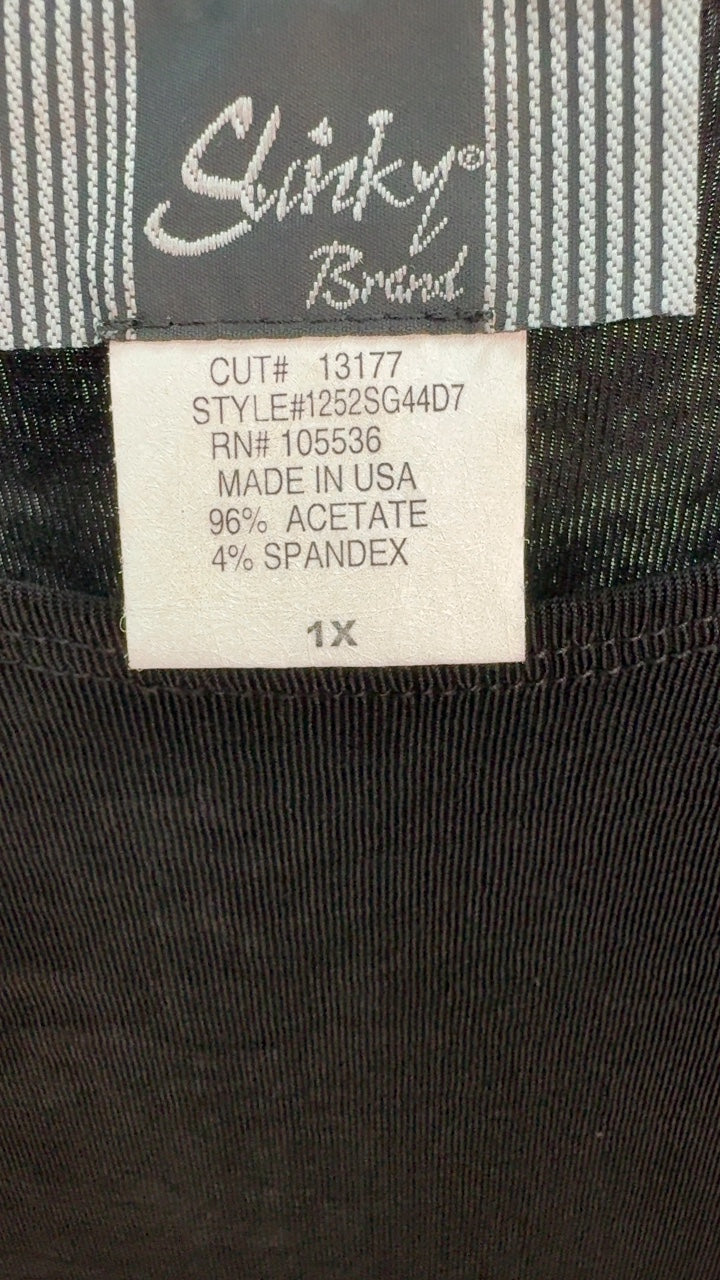 Slinky®
Brand
CUT# 13177
STYLE#1252SG44D7
RN# 105536
MADE IN USA
96% ACETATE
4% SPANDEX
1X